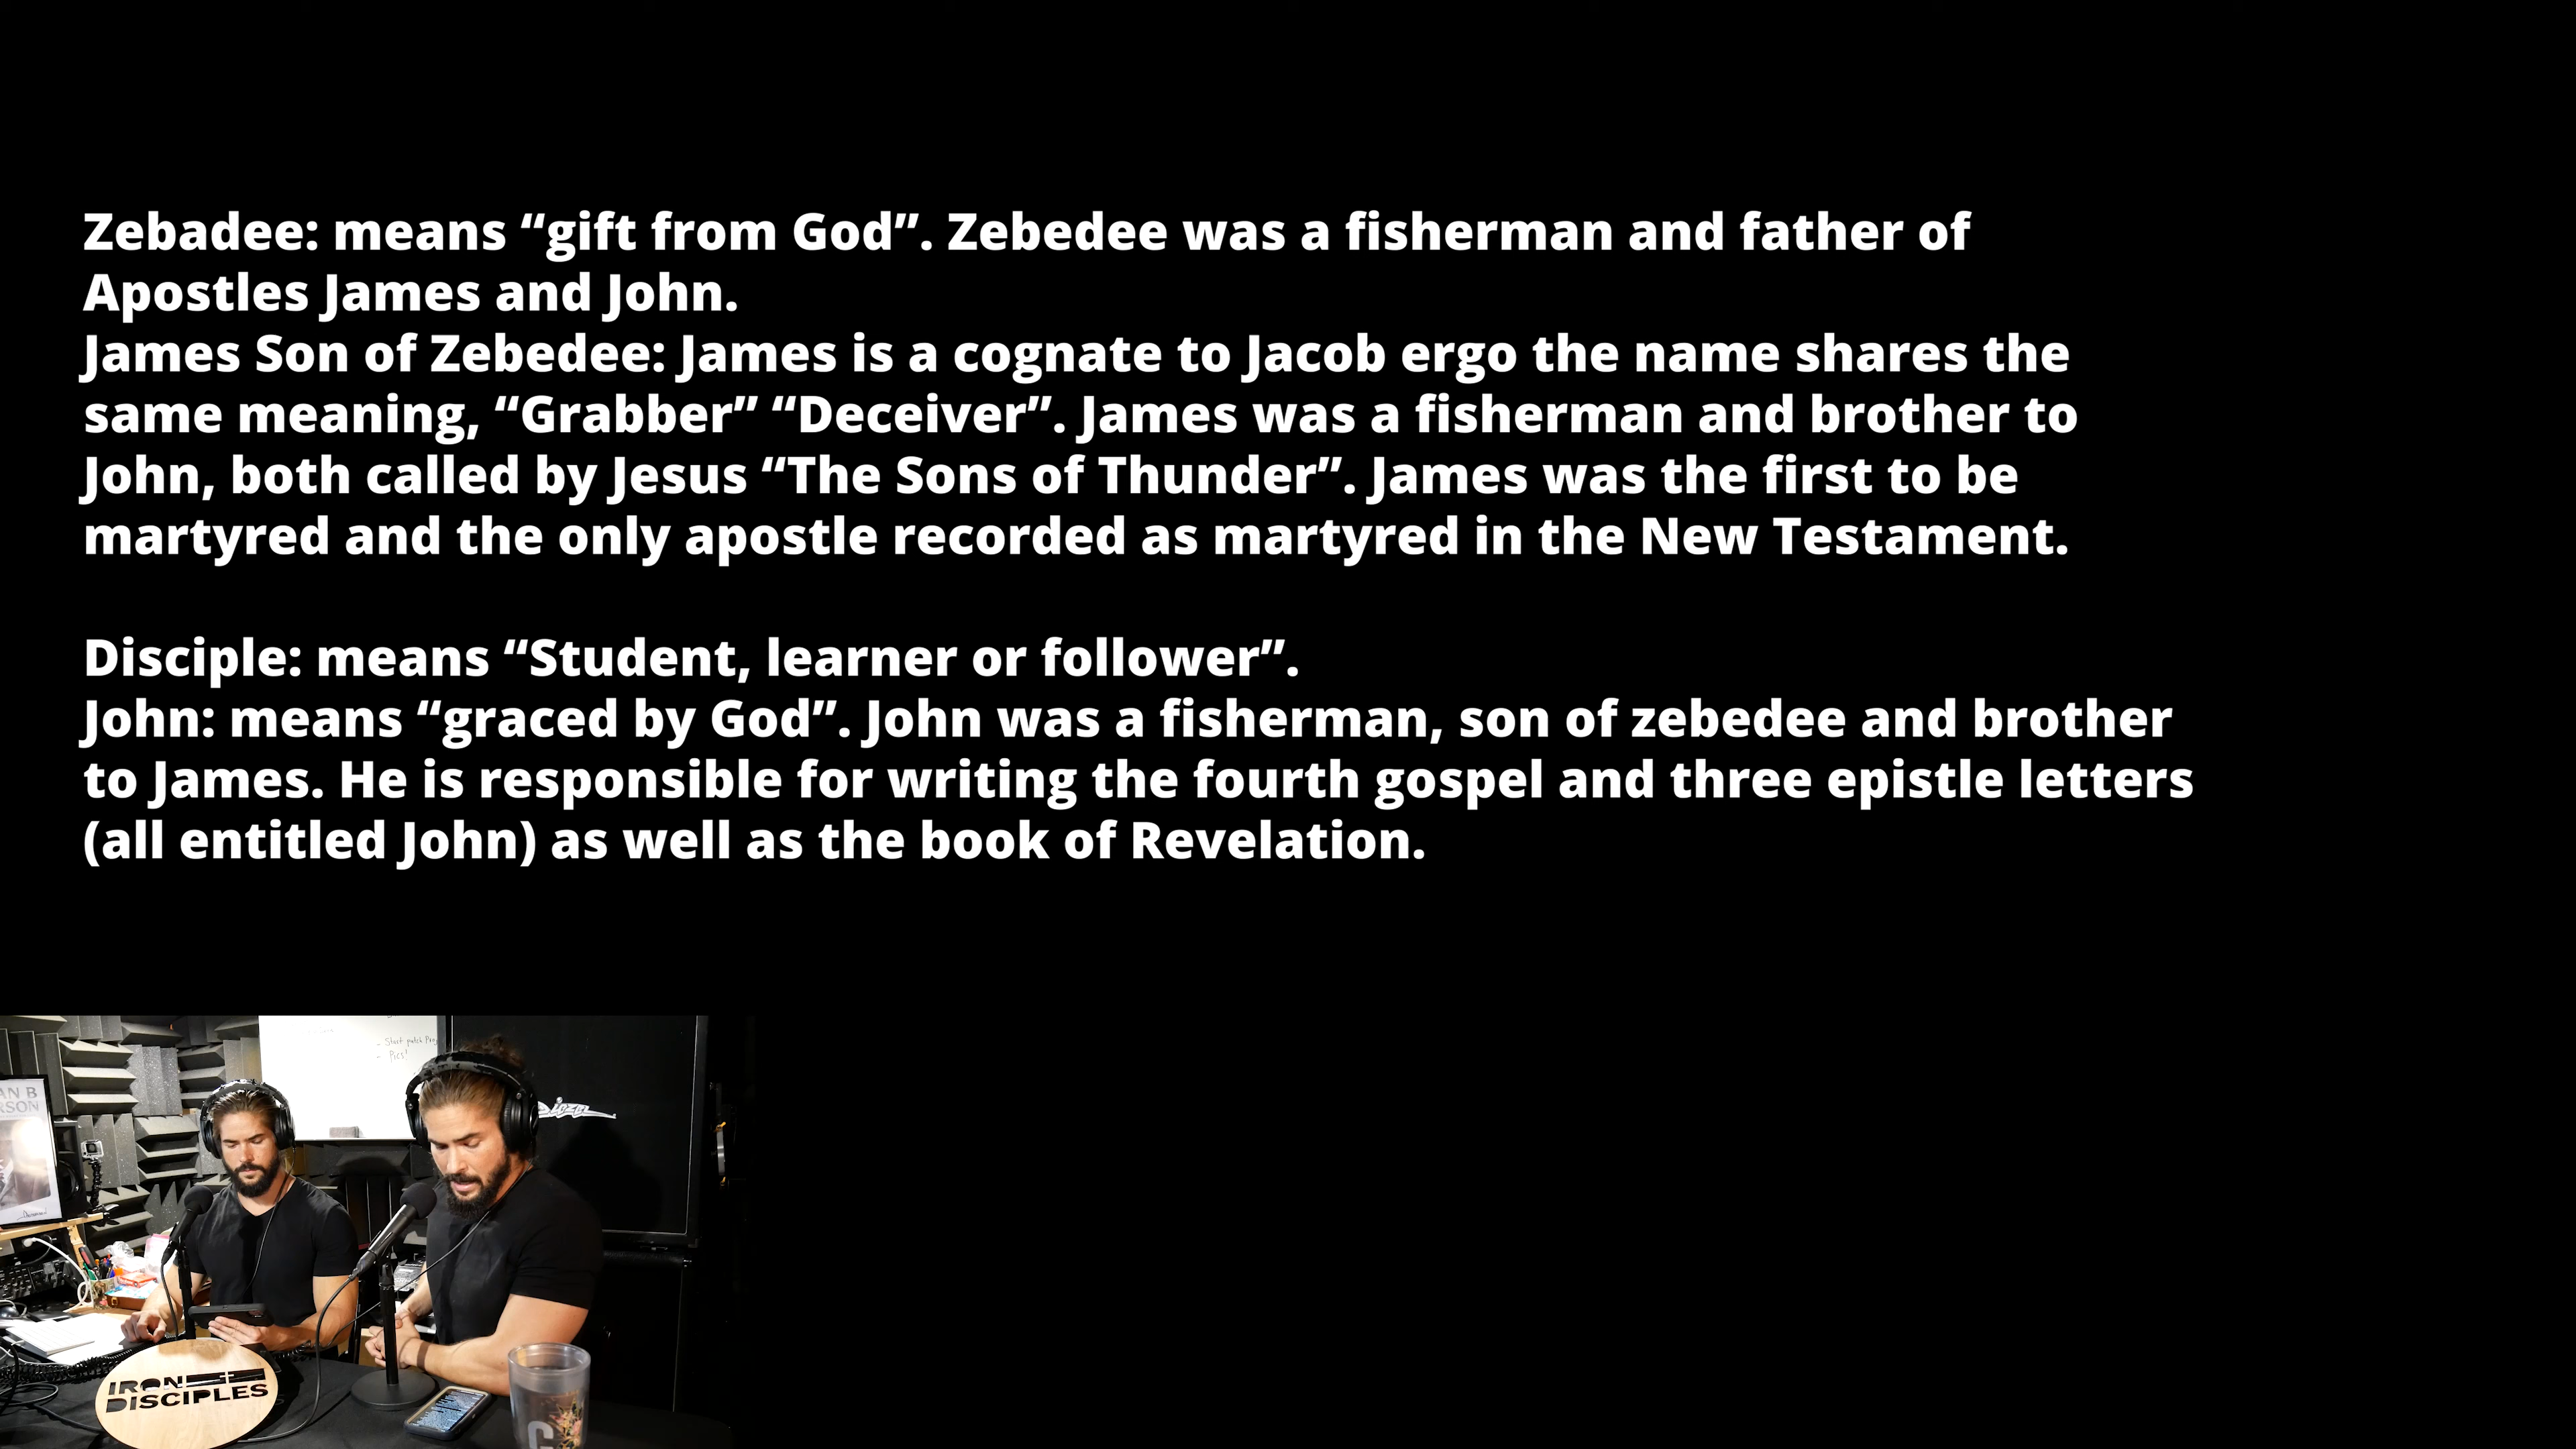 Zebadee: means “gift from God”. Zebedee was a fisherman and father of
Apostles James and John.
James Son of Zebedee: James is a cognate to Jacob ergo the name shares the
same meaning, “Grabber” “Deceiver”. James was a fisherman and brother to
John, both called by Jesus “The Sons of Thunder”. James was the first to be
martyred and the only apostle recorded as martyred in the New Testament.
Disciple: means “Student, learner or follower”.
John: means “graced by God”. John was a fisherman, son of zebedee and brother
to James. He is responsible for writing the fourth gospel and three epistle letters
(all entitled John) as well as the book of Revelation.
- Start patch
- Pics!
AN B
RSON
IRON
DISCIPLES